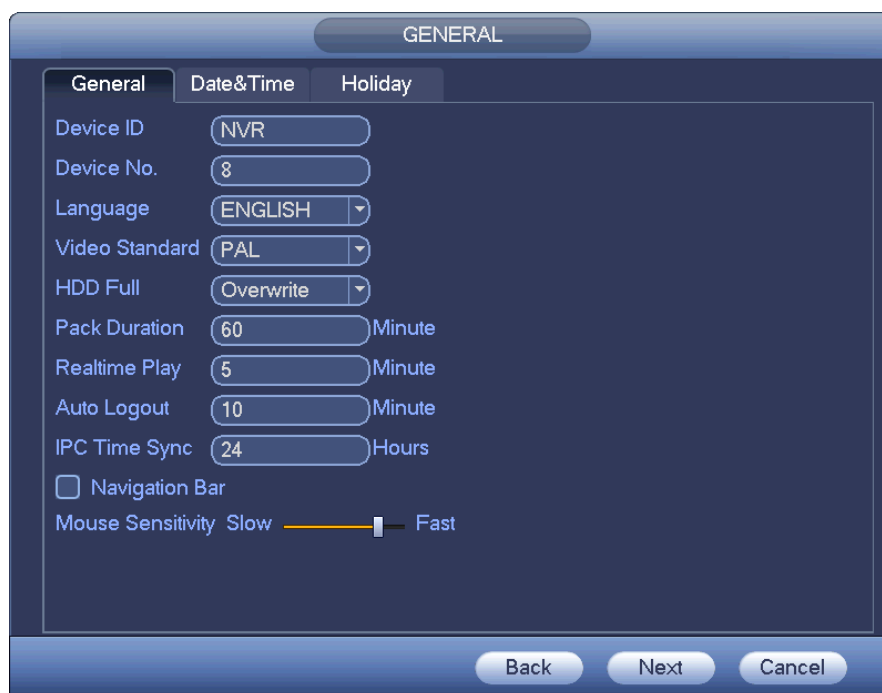 GENERAL
General Date&Time Holiday
Device ID NVR
Device No. 8
Language ENGLISH
Video Standard PAL
HDD Full Overwrite
Pack Duration 60 Minute
Realtime Play 5 Minute
Auto Logout 10 Minute
IPC Time Sync 24 Hours
Navigation Bar
Mouse Sensitivity Slow Fast
Back Next Cancel